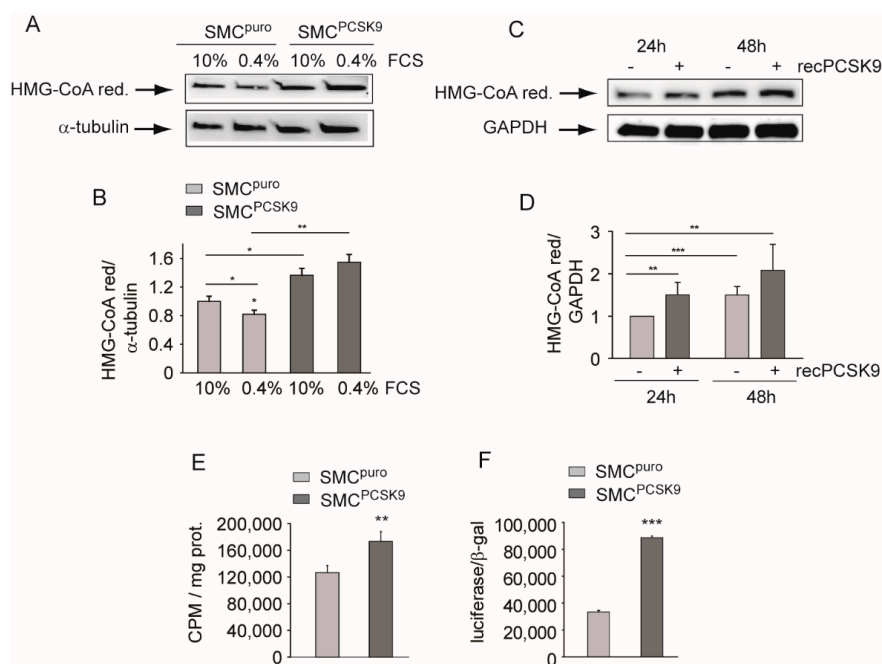 A
SMCpuro SMCPCSK9
10% 0.4% 10% 0.4% FCS
HMG-CoA red.
α-tubulin
B
SMCpuro
SMCPCSK9
HMG-CoA red/
α-tubulin
1.6
1.2
0.8
0.4
0
* * **
*
10% 0.4% 10% 0.4% FCS
C
24h 48h
- + - + recPCSK9
HMG-CoA red.
GAPDH
D
HMG-CoA red/
GAPDH
3
2
1
0
**
***
**
- + - + recPCSK9
24h 48h
E
SMCpuro
SMCPCSK9
CPM / mg prot.
200,000
160,000
120,000
80,000
40,000
0
**
F
SMCpuro
SMCPCSK9
luciferase/β-gal
100,000
80,000
60,000
40,000
20,000
0
***